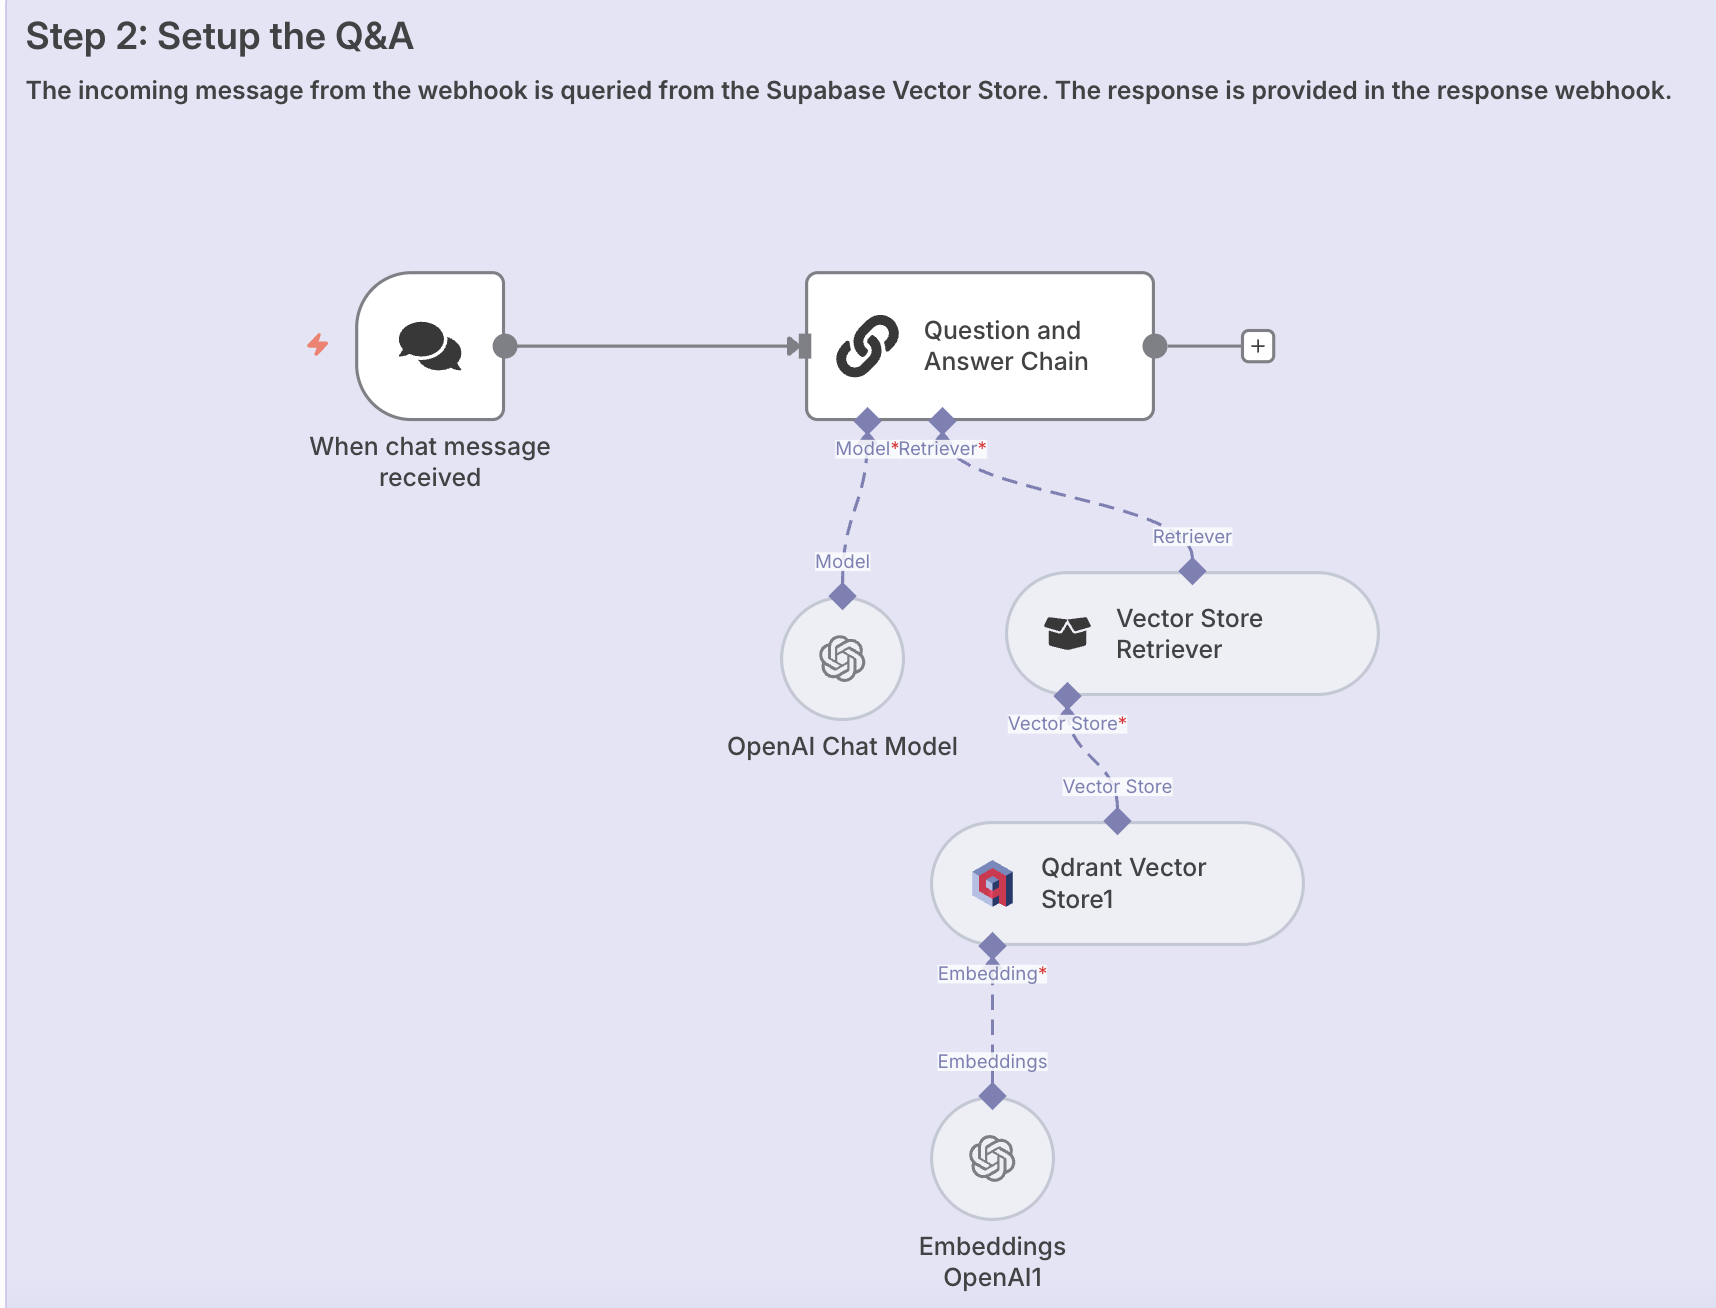 Step 2: Setup the Q&A
The incoming message from the webhook is queried from the Supabase Vector Store. The response is provided in the response webhook.
Question and
Answer Chain
When chat message
received
Model*
Retriever*
Retriever
Model
Vector Store
Retriever
OpenAI Chat Model
Vector Store*
Vector Store
Qdrant Vector
Store1
Embedding*
Embeddings
Embeddings
OpenAI1